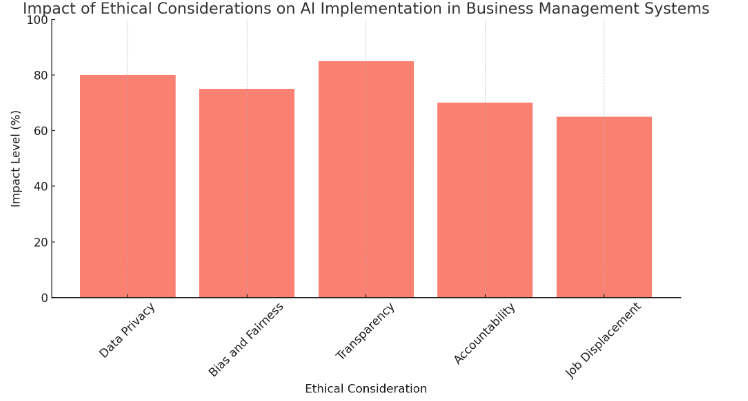 Impact of Ethical Considerations on AI Implementation in Business Management Systems
100
80
60
40
20
0
Impact Level (%)
Data Privacy
Bias and Fairness
Transparency
Accountability
Job Displacement
Ethical Consideration